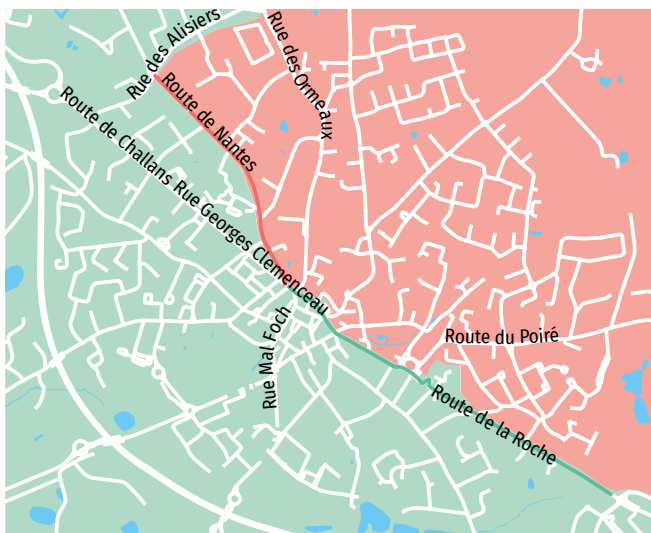 Rue des Alisiers
Rue des Ormeaux
Route de Nantes
Route de Challans
Rue Georges Clemenceau
Rue Mal Foch
Route du Poiré
Route de la Roche